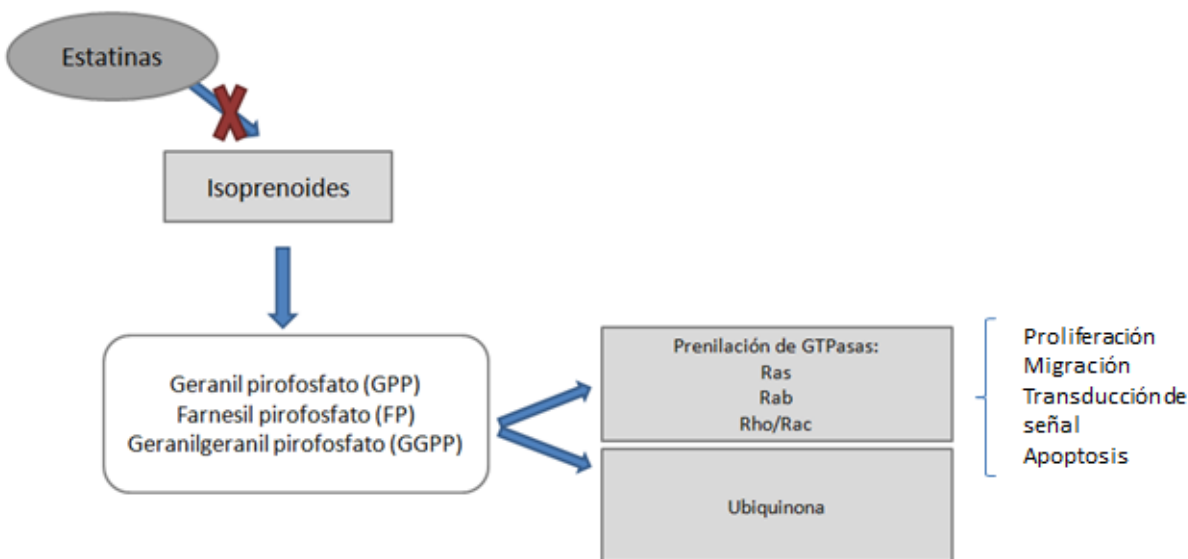 Estatinas
Isoprenoides
Geranil pirofosfato (GPP)
Farnesil pirofosfato (FP)
Geranilgeranil pirofosfato (GGPP)
Prenilación de GTPasas:
Ras
Rab
Rho/Rac
Ubiquinona
Proliferación
Migración
Transducción de
señal
Apoptosis